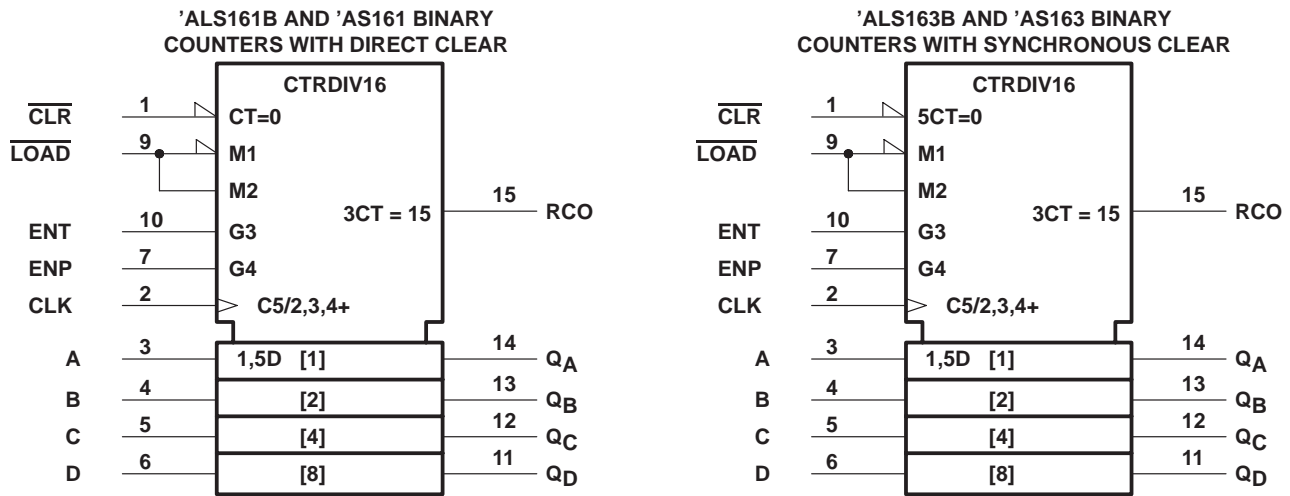 ’ALS161B AND ’AS161 BINARY
COUNTERS WITH DIRECT CLEAR
CTRDIV16
CLR 1 CT=0
LOAD 9 M1
M2
3CT = 15 15 RCO
ENT 10 G3
ENP 7 G4
CLK 2 C5/2,3,4+
A 3 1,5D [1] 14 QA
B 4 [2] 13 QB
C 5 [4] 12 QC
D 6 [8] 11 QD
’ALS163B AND ’AS163 BINARY
COUNTERS WITH SYNCHRONOUS CLEAR
CTRDIV16
CLR 1 5CT=0
LOAD 9 M1
M2
3CT = 15 15 RCO
ENT 10 G3
ENP 7 G4
CLK 2 C5/2,3,4+
A 3 1,5D [1] 14 QA
B 4 [2] 13 QB
C 5 [4] 12 QC
D 6 [8] 11 QD